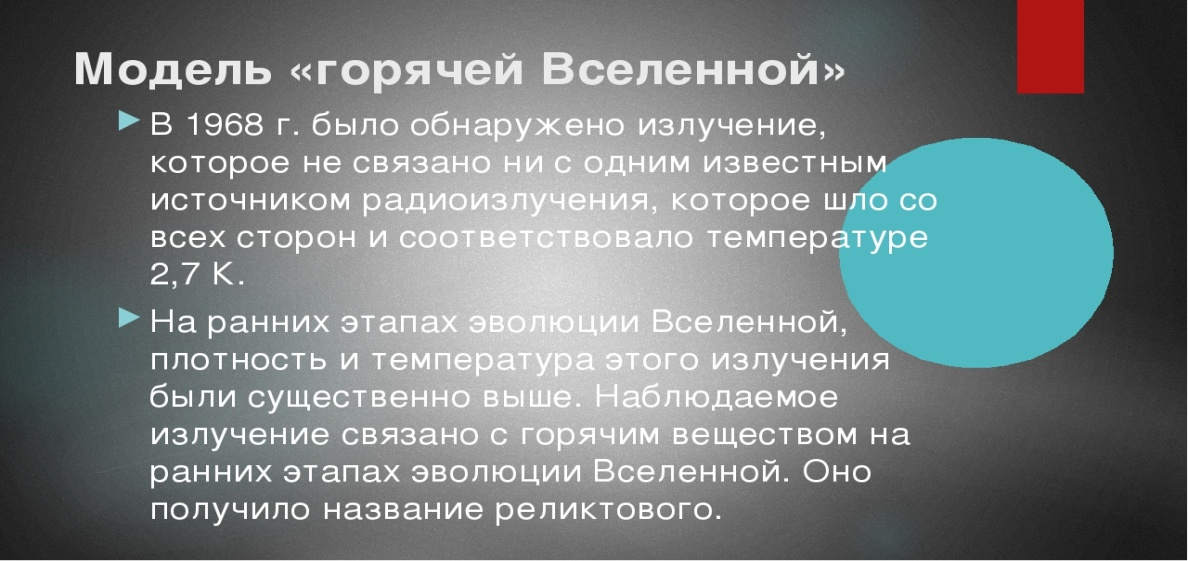 Модель «горячей Вселенной»
В 1968 г. было обнаружено излучение,
которое не связано ни с одним известным
источником радиоизлучения, которое шло со
всех сторон и соответствовало температуре
2,7 К.
На ранних этапах эволюции Вселенной,
плотность и температура этого излучения
были существенно выше. Наблюдаемое
излучение связано с горячим веществом на
ранних этапах эволюции Вселенной. Оно
получило название реликтового.